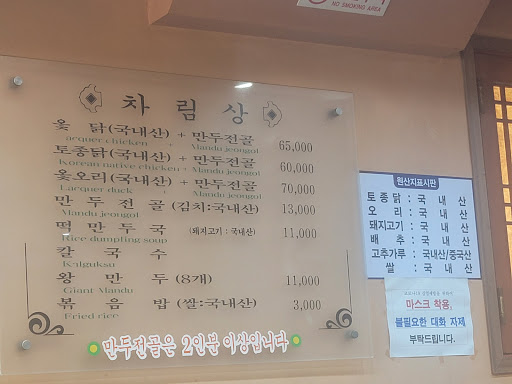 NO SMOKING AREA
차 림 상
옻 닭(국내산) + 만두전골 65,000
Lacquer chicken , Mandu jeongol
토종닭(국내산) + 만두전골 60,000
Korean native chicken + Mandu jeongol
옻오리(국내산) + 만두전골 70,000
Lacquer duck , Mandu jeongol
만 두 전 골 (김치:국내산) 13,000
Mandu jeongol
떡 만 두 국 (돼지고기 : 국내산) 11,000
Rice dumpling soup
칼 국 수
Kalguksu
왕 만 두 (8개) 11,000
Giant Mandu
볶 음 밥 (쌀:국내산) 3,000
Fried rice
만두전골은 2인분 이상입니다
원산지표시판
토 종 닭 : 국 내 산
오 리 : 국 내 산
돼지고기 : 국 내 산
배 추 : 국 내 산
고추가루 : 국내산/중국산
쌀 : 국 내 산
마스크 착용,
불필요한 대화 자제
부탁드립니다.